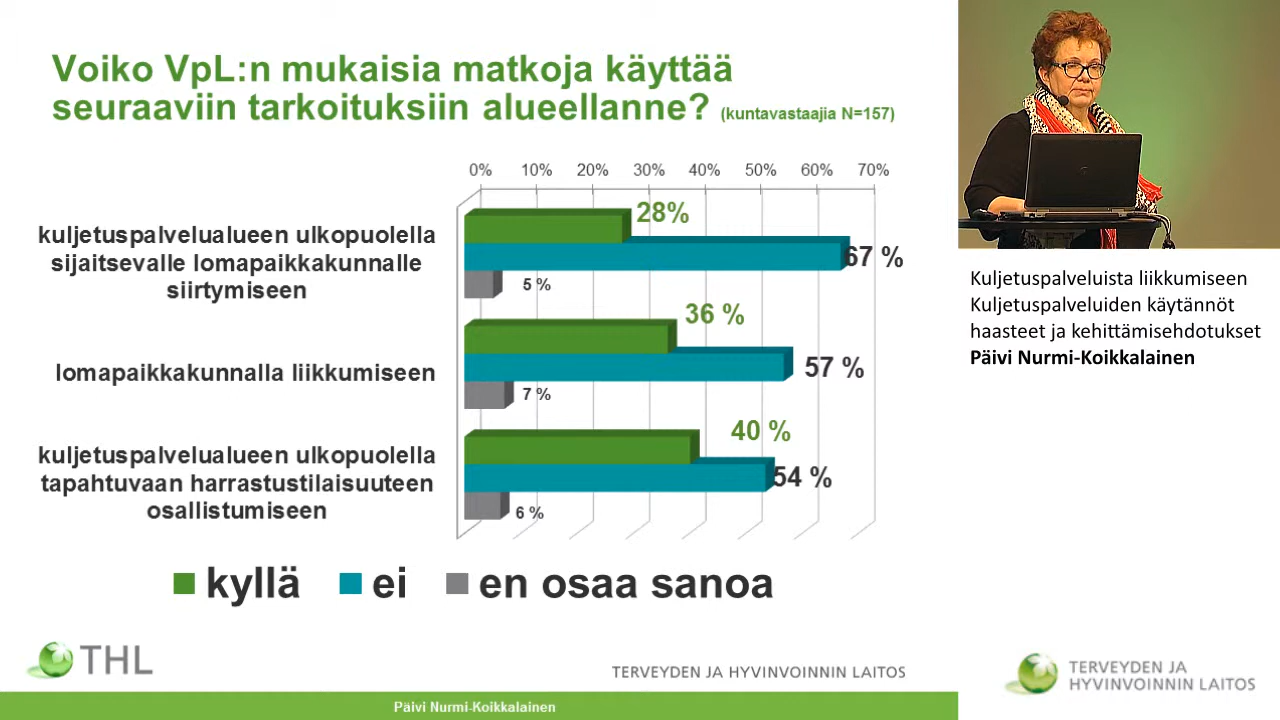 Voiko VpL:n mukaisia matkoja käyttää
seuraaviin tarkoituksiin alueellanne? (kuntavastaajia N=157)
0% 10% 20% 30% 40% 50% 60% 70%
kuljetuspalvelualueen ulkopuolella
sijaitsevalle lomapaikkakunnalle
siirtymiseen
28%
67 %
5 %
lomapaikkakunnalla liikkumiseen
36 %
57 %
7 %
kuljetuspalvelualueen ulkopuolella
tapahtuvaan harrastustilaisuuteen
osallistumiseen
40 %
54 %
6 %
kyllä ei en osaa sanoa
THL
TERVEYDEN JA HYVINVOINNIN LAITOS
Päivi Nurmi-Koikkalainen
Kuljetuspalveluista liikkumiseen
Kuljetuspalveluiden käytännöt
haasteet ja kehittämisehdotukset
Päivi Nurmi-Koikkalainen
TERVEYDEN JA
HYVINVOINNIN LAITOS